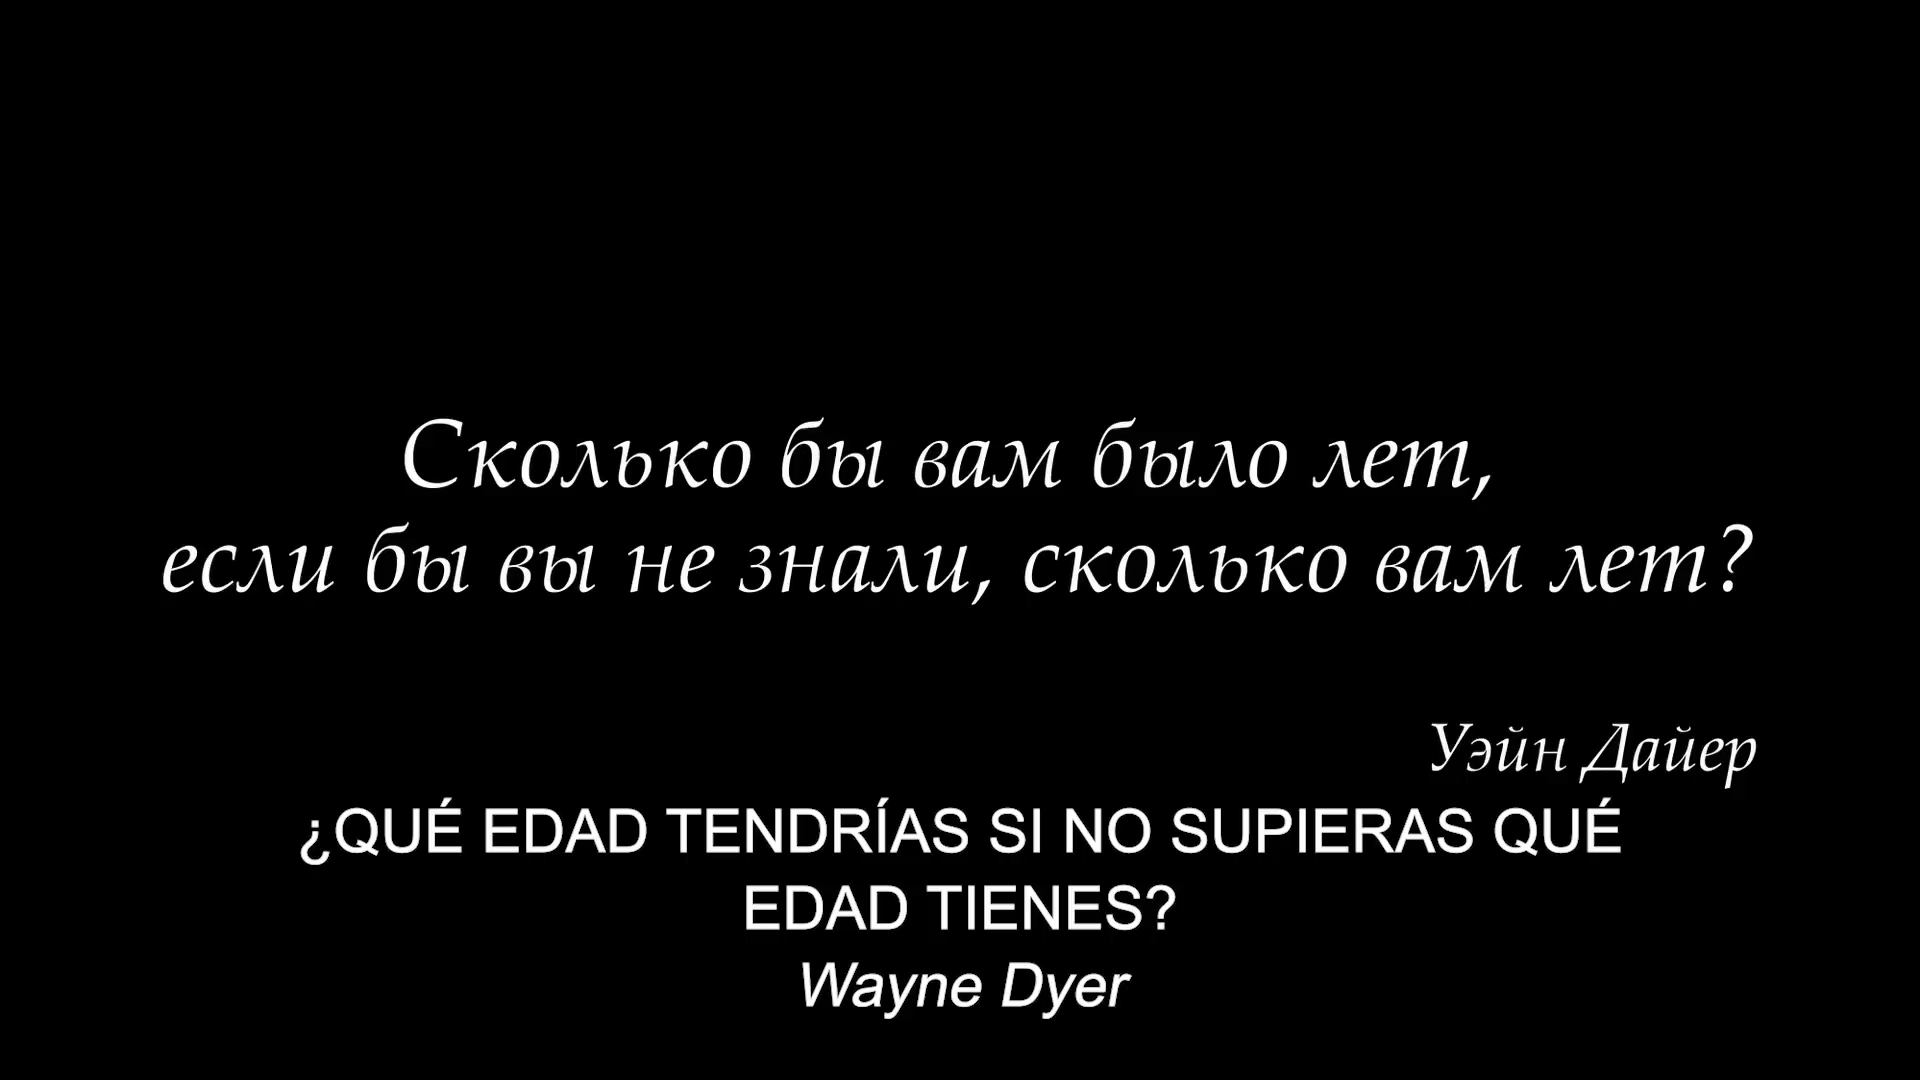 Сколько бы вам было лет,
если бы вы не знали, сколько вам лет?
Уэйн Дайер
¿QUÉ EDAD TENDRÍAS SI NO SUPIERAS QUÉ
EDAD TIENES?
Wayne Dyer